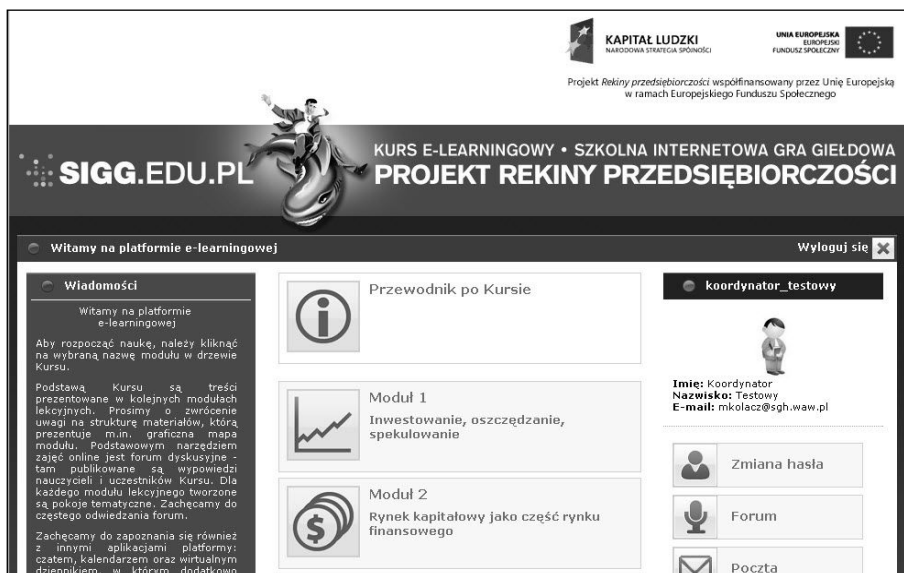 KAPITAŁ LUDZKI
NARODOWA STRATEGIA SPÓJNOŚCI
UNIA EUROPEJSKA
EUROPEJSKI
FUNDUSZ SPOŁECZNY
Projekt Rekiny przedsiębiorczości współfinansowany przez Unię Europejską
w ramach Europejskiego Funduszu Społecznego
SIGG.EDU.PL
KURS E-LEARNINGOWY • SZKOLNA INTERNETOWA GRA GIEŁDOWA
PROJEKT REKINY PRZEDSIĘBIORCZOŚCI
Witamy na platformie e-learningowej
Wyloguj się
Wiadomości
Witamy na platformie
e-learningowej
Aby rozpocząć naukę, należy kliknąć
na wybraną nazwę modułu w drzewie
Kursu.
Podstawą Kursu są treści
prezentowane w kolejnych modułach
lekcyjnych. Prosimy o zwrócenie
uwagi na strukturę materiałów, którą
prezentuje m.in. graficzna mapa
modułu. Podstawowym narzędziem
zajęć online jest forum dyskusyjne -
tam publikowane są wypowiedzi
nauczycieli i uczestników Kursu. Dla
każdego modułu lekcyjnego tworzone
są pokoje tematyczne. Zachęcamy do
częstego odwiedzania forum.
Zachęcamy do zapoznania się również
z innymi aplikacjami platformy:
czatem, kalendarzem oraz wirtualnym
dziennikiem, w którym dodatkowo
Przewodnik po Kursie
Moduł 1
Inwestowanie, oszczędzanie,
spekulowanie
Moduł 2
Rynek kapitałowy jako część rynku
finansowego
koordynator_testowy
Imię: Koordynator
Nazwisko: Testowy
E-mail: mkolacz@sgh.waw.pl
Zmiana hasła
Forum
Poczta